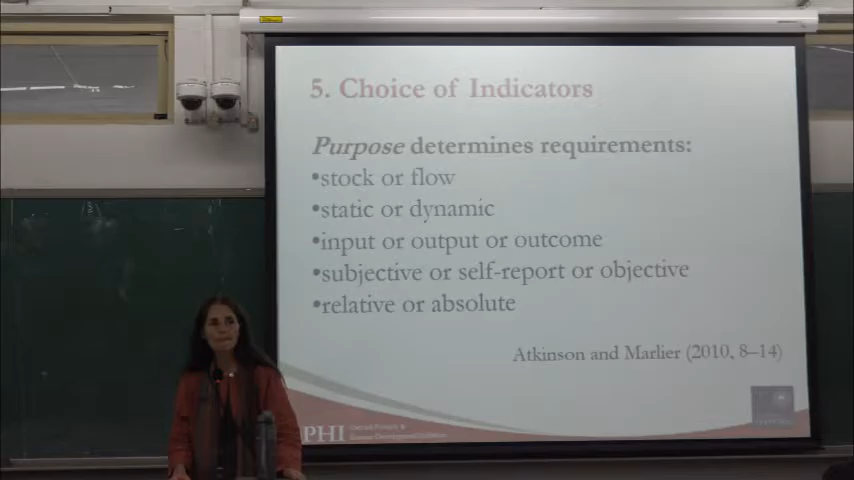 5. Choice of Indicators
Purpose determines requirements:
•stock or flow
•static or dynamic
•input or output or outcome
•subjective or self-report or objective
•relative or absolute
Atkinson and Marlier (2010, 8–14)
PHI